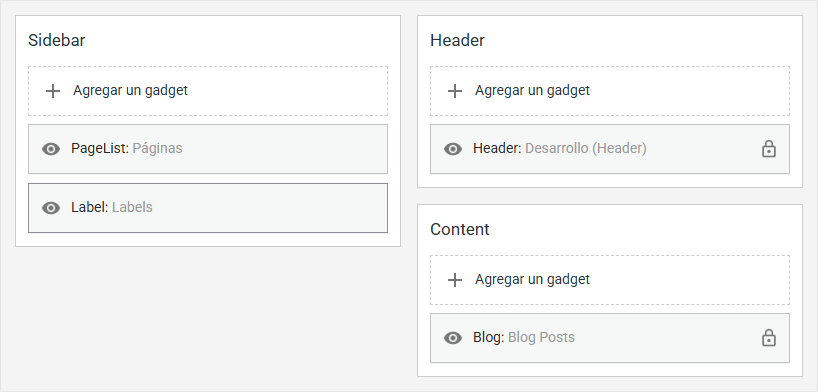 Sidebar
Agregar un gadget
PageList: Páginas
Label: Labels
Header
Agregar un gadget
Header: Desarrollo (Header)
Content
Agregar un gadget
Blog: Blog Posts